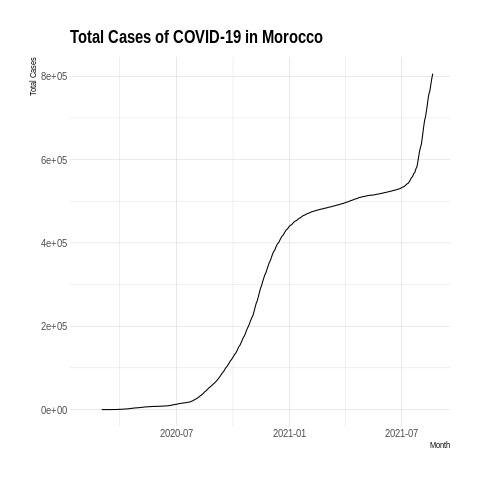 Total Cases of COVID-19 in Morocco
Total Cases
8e+05
6e+05
4e+05
2e+05
0e+00
2020-07 2021-01 2021-07
Month